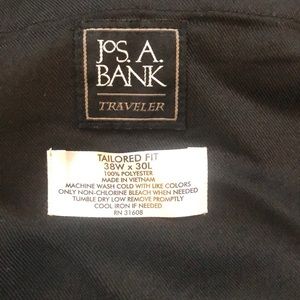 JoS. A.
BANK
TRAVELER
TAILORED FIT
38W x 30L
100% POLYESTER
MADE IN VIETNAM
MACHINE WASH COLD WITH LIKE COLORS
ONLY NON-CHLORINE BLEACH WHEN NEEDED
TUMBLE DRY LOW REMOVE PROMPTLY
COOL IRON IF NEEDED
RN 31608